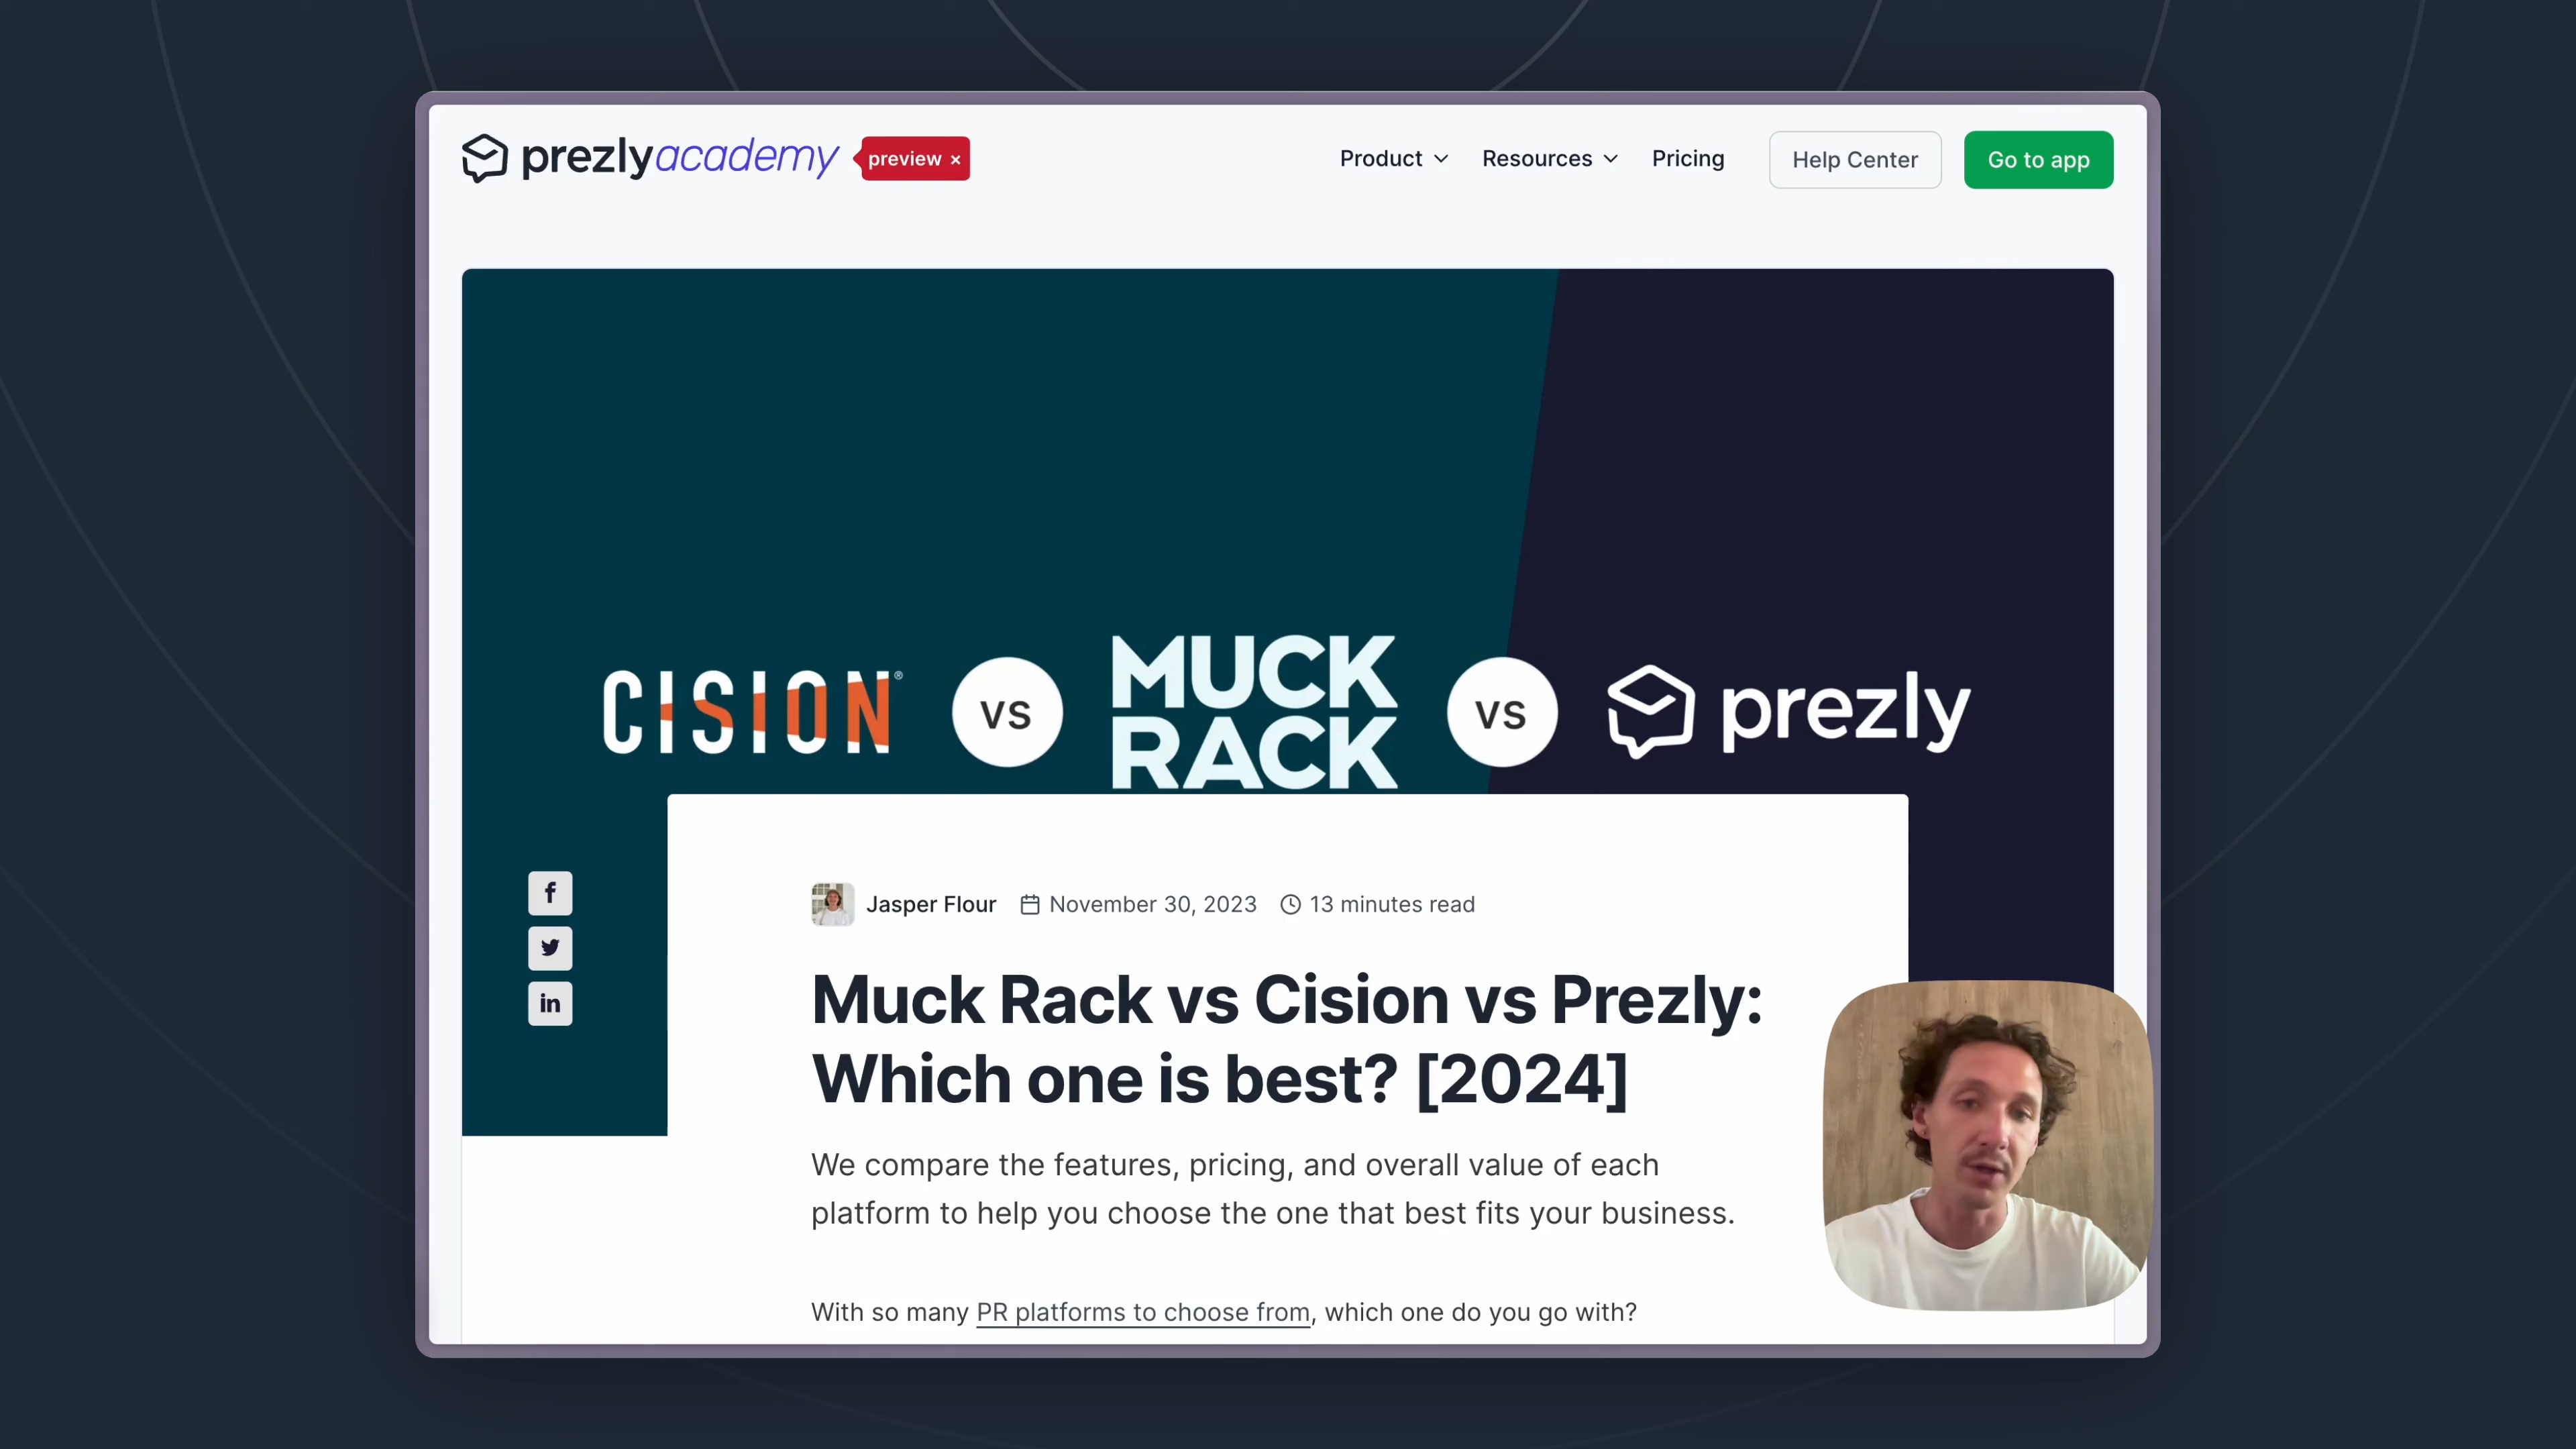 prezlyacademy preview × Product Resources Pricing Help Center Go to app
CISION® VS MUCK RACK VS prezly
f
in
Jasper Flour November 30, 2023 13 minutes read
Muck Rack vs Cision vs Prezly:
Which one is best? [2024]
We compare the features, pricing, and overall value of each
platform to help you choose the one that best fits your business.
With so many PR platforms to choose from, which one do you go with?